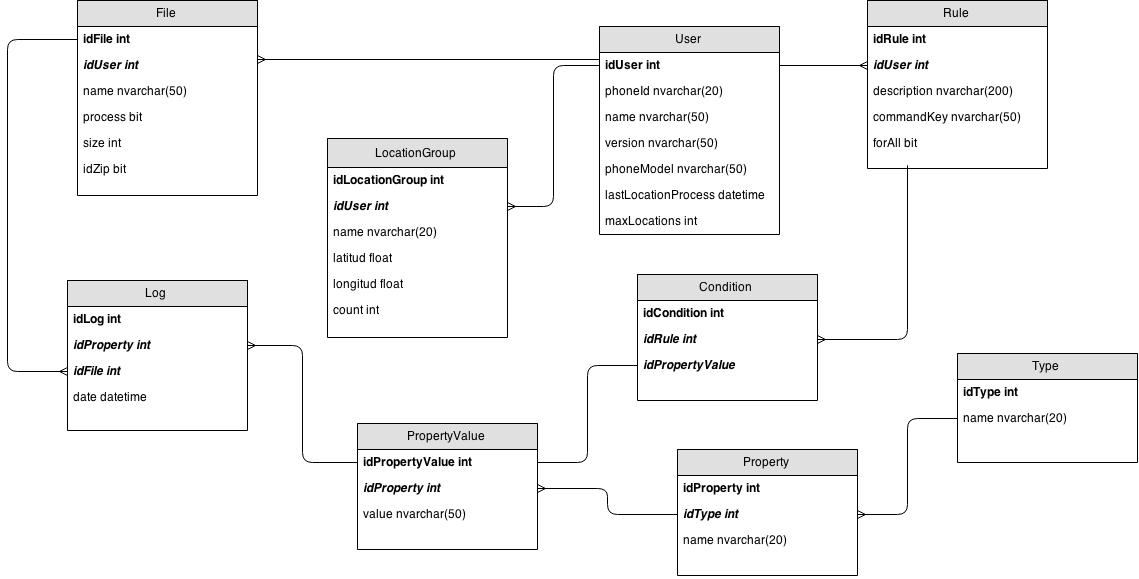 File
idFile int
idUser int
name nvarchar(50)
process bit
size int
idZip bit
User
idUser int
phoneId nvarchar(20)
name nvarchar(50)
version nvarchar(50)
phoneModel nvarchar(50)
lastLocationProcess datetime
maxLocations int
Rule
idRule int
idUser int
description nvarchar(200)
commandKey nvarchar(50)
forAll bit
LocationGroup
idLocationGroup int
idUser int
name nvarchar(20)
latitud float
longitud float
count int
Log
idLog int
idProperty int
idFile int
date datetime
Condition
idCondition int
idRule int
idPropertyValue
Type
idType int
name nvarchar(20)
PropertyValue
idPropertyValue int
idProperty int
value nvarchar(50)
Property
idProperty int
idType int
name nvarchar(20)